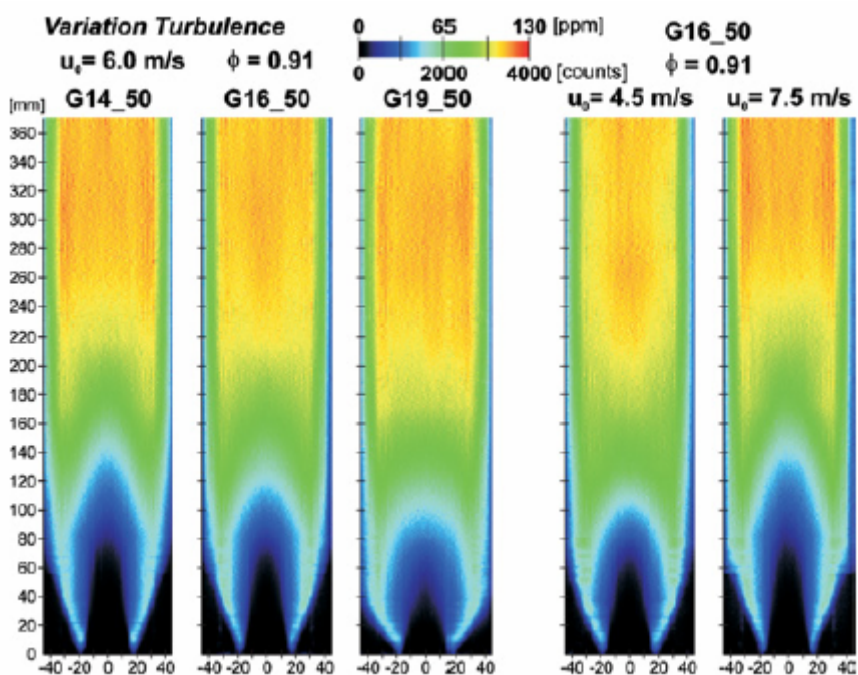 Variation Turbulence
u₀= 6.0 m/s ϕ = 0.91
0 65 130 [ppm]
0 2000 4000 [counts]
G16_50
ϕ = 0.91
[mm] G14_50 G16_50 G19_50 u₀= 4.5 m/s u₀= 7.5 m/s
360
340
320
300
280
260
240
220
200
180
160
140
120
100
80
60
40
20
0
-40 -20 0 20 40 -40 -20 0 20 40 -40 -20 0 20 40 -40 -20 0 20 40 -40 -20 0 20 40